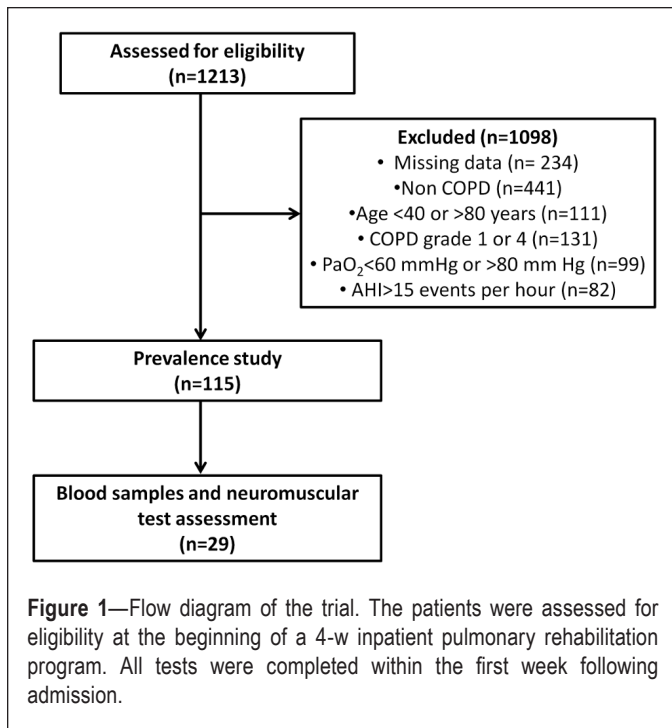 Assessed for eligibility
(n=1213)
Excluded (n=1098)
• Missing data (n= 234)
•Non COPD (n=441)
•Age <40 or >80 years (n=111)
• COPD grade 1 or 4 (n=131)
• PaO₂<60 mmHg or >80 mm Hg (n=99)
• AHI>15 events per hour (n=82)
Prevalence study
(n=115)
Blood samples and neuromuscular
test assessment
(n=29)
Figure 1—Flow diagram of the trial. The patients were assessed for
eligibility at the beginning of a 4-w inpatient pulmonary rehabilitation
program. All tests were completed within the first week following
admission.